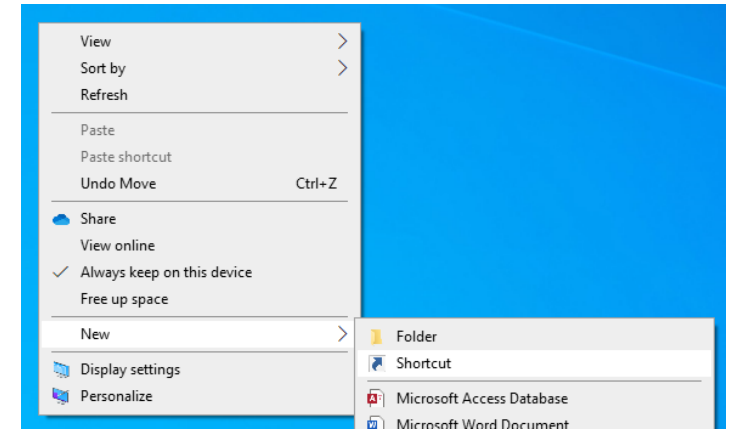 View
Sort by
Refresh
Paste
Paste shortcut
Undo Move Ctrl+Z
Share
View online
Always keep on this device
Free up space
New
Display settings
Personalize
Folder
Shortcut
Microsoft Access Database
Microsoft Word Document